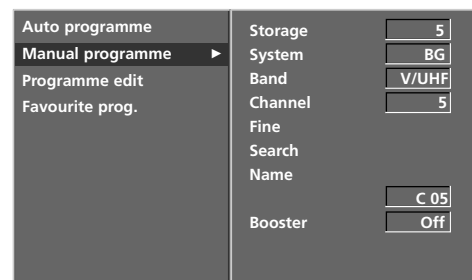 Auto programme
Manual programme ►
Programme edit
Favourite prog.
Storage 5
System BG
Band V/UHF
Channel 5
Fine
Search
Name
C 05
Booster Off